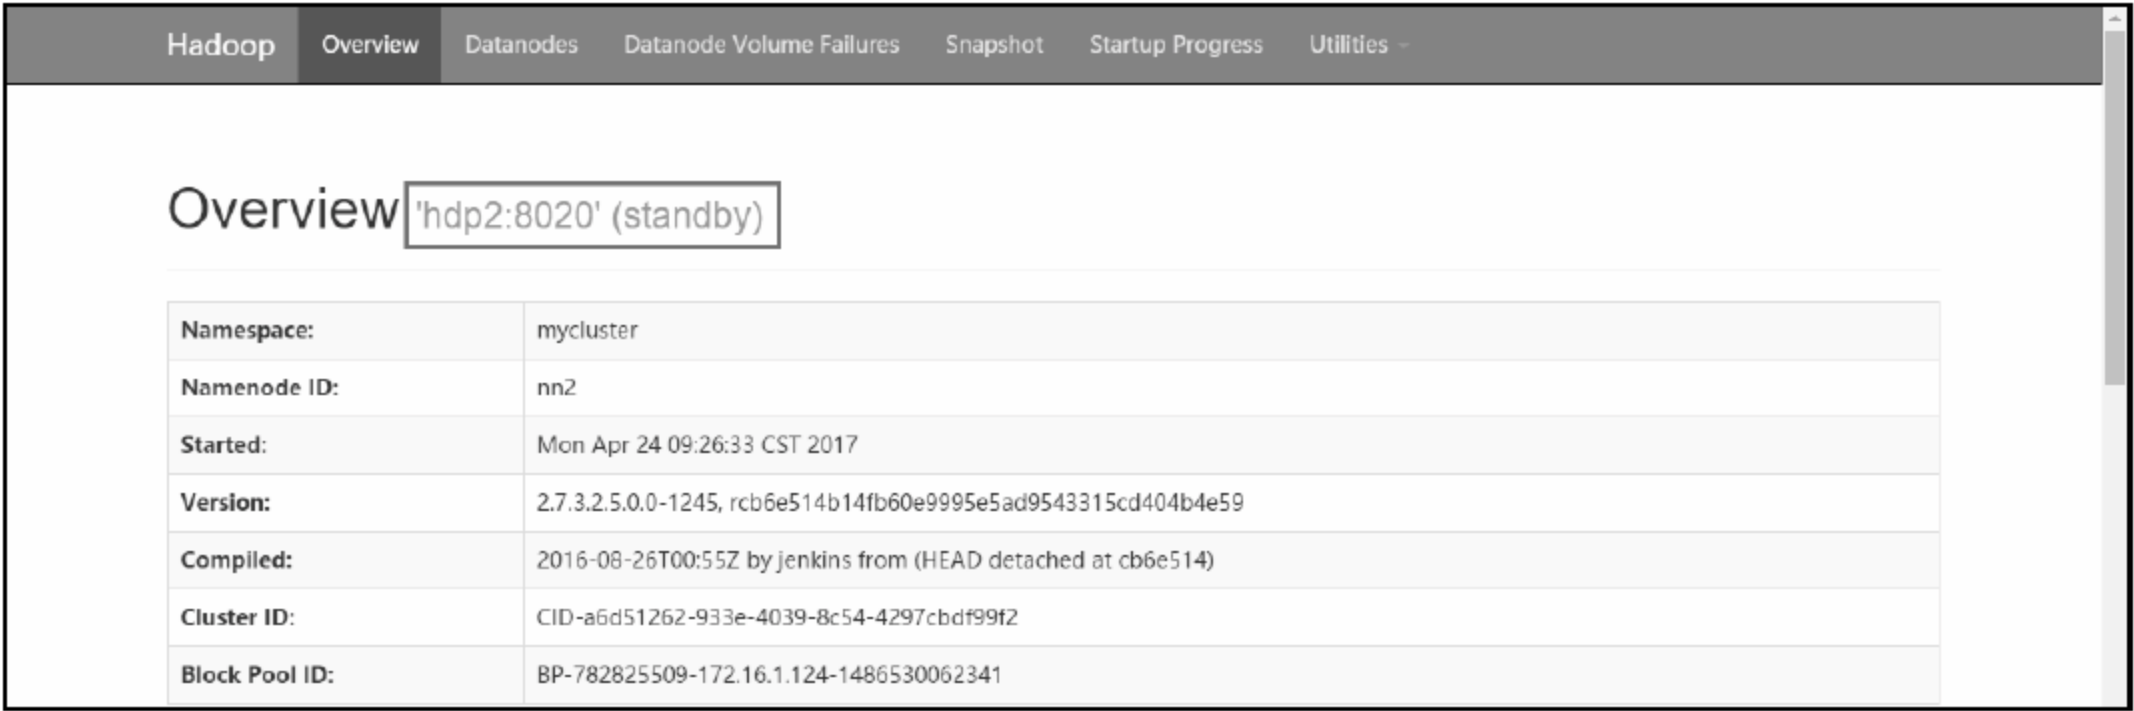 Hadoop Overview Datanodes Datanode Volume Failures Snapshot Startup Progress Utilities
Overview 'hdp2:8020' (standby)
Namespace: mycluster
Namenode ID: nn2
Started: Mon Apr 24 09:26:33 CST 2017
Version: 2.7.3.2.5.0.0-1245, rcb6e514b14fb60e9995e5ad9543315cd404b4e59
Compiled: 2016-08-26T00:55Z by jenkins from (HEAD detached at cb6e514)
Cluster ID: CID-a6d51262-933e-4039-8c54-4297cbdf99f2
Block Pool ID: BP-782825509-172.16.1.124-1486530062341